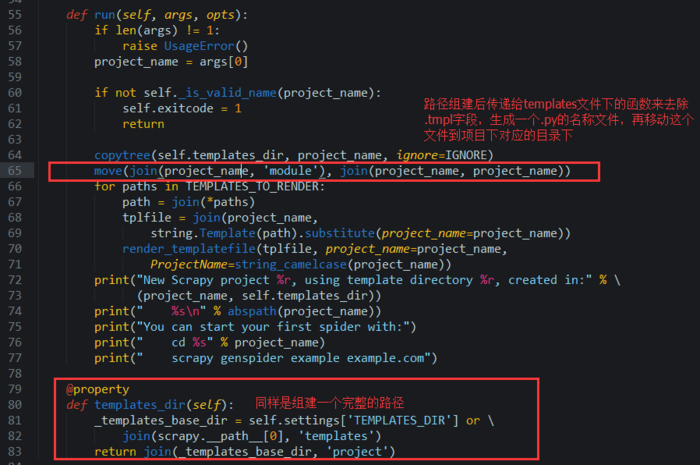 54
55 def run(self, args, opts):
56 if len(args) != 1:
57 raise UsageError()
58 project_name = args[0]
59
60 if not self._is_valid_name(project_name):
61 self.exitcode = 1
62 return
63
路径组建后传递给templates文件下的函数来去除
.tmpl字段，生成一个.py的名称文件，再移动这个
文件到项目下对应的目录下
64 copytree(self.templates_dir, project_name, ignore=IGNORE)
65 move(join(project_name, 'module'), join(project_name, project_name))
66 for paths in TEMPLATES_TO_RENDER:
67 path = join(*paths)
68 tplfile = join(project_name,
69 string.Template(path).substitute(project_name=project_name))
70 render_templatefile(tplfile, project_name=project_name,
71 ProjectName=string_camelcase(project_name))
72 print("New Scrapy project %r, using template directory %r, created in:" % \
73 (project_name, self.templates_dir))
74 print("    %s\n" % abspath(project_name))
75 print("You can start your first spider with:")
76 print("    cd %s" % project_name)
77 print("    scrapy genspider example example.com")
78
79 @property
80 def templates_dir(self): 同样是组建一个完整的路径
81 _templates_base_dir = self.settings['TEMPLATES_DIR'] or \
82 join(scrapy.__path__[0], 'templates')
83 return join(_templates_base_dir, 'project')
84